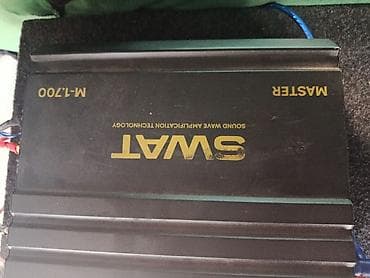 SWAT
SOUND WAVE AMPLIFICATION TECHNOLOGY
MASTER
M-1.700